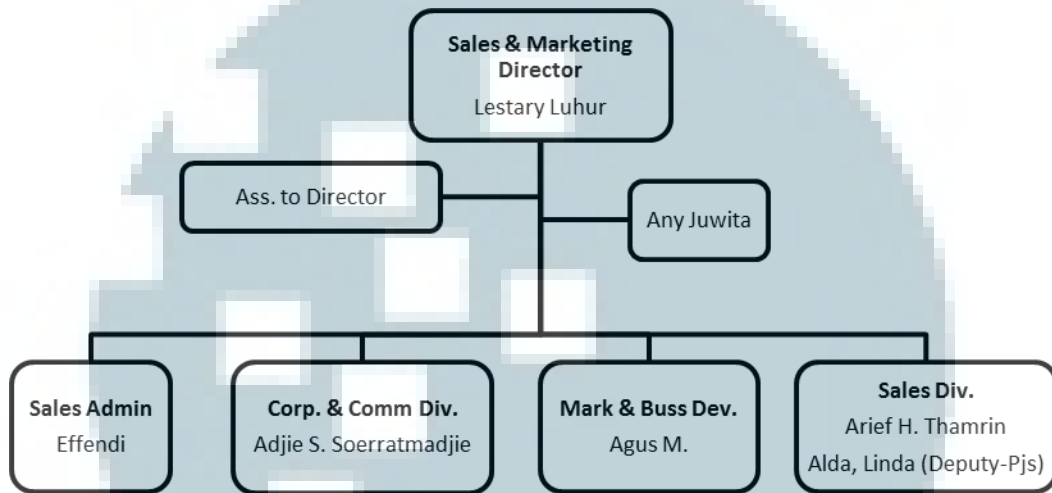 Sales & Marketing
Director
Lestary Luhur
Ass. to Director
Any Juwita
Sales Admin
Effendi
Corp. & Comm Div.
Adjie S. Soerratmadjie
Mark & Buss Dev.
Agus M.
Sales Div.
Arief H. Thamrin
Alda, Linda (Deputy-Pjs)